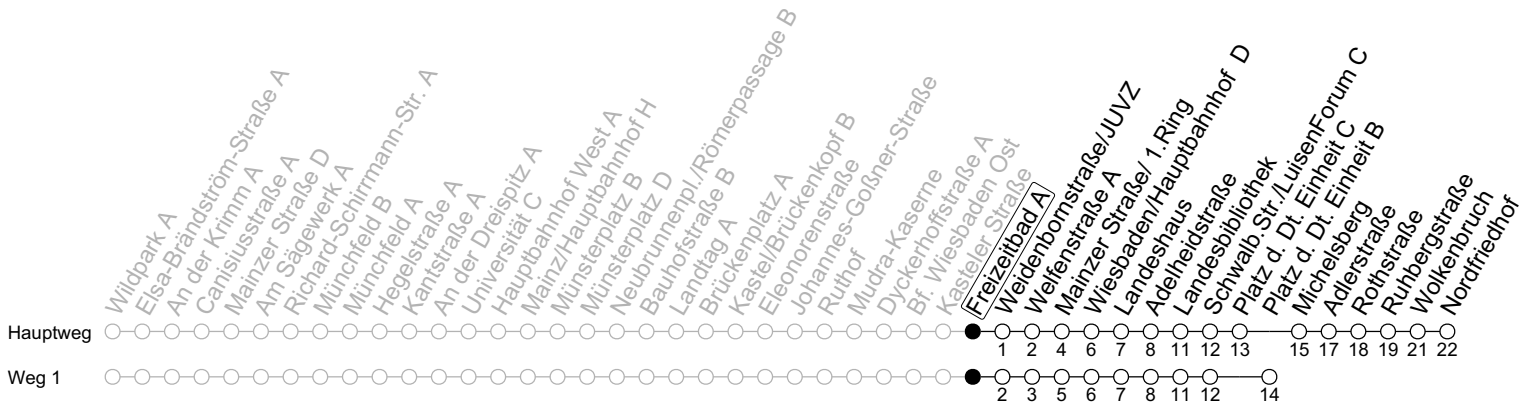 Wildpark A
Elsa-Brändström-Straße A
An der Krimm A
Canisiusstraße A
Mainzer Straße D
Am Sägewerk A
Richard-Schirrmann-Str. A
Münchfeld B
Münchfeld A
Hegelstraße A
Kantstraße A
An der Dreispitz A
Universität C
Hauptbahnhof West A
Mainz/Hauptbahnhof H
Münsterplatz B
Münsterplatz D
Neubrunnenpl./Römerpassage B
Bauhofstraße B
Landtag A
Brückenplatz A
Kastel/Brückenkopf B
Eleonorenstraße
Johannes-Goßner-Straße
Ruthof
Mudra-Kaserne
Dyckerhoffstraße A
Bf. Wiesbaden Ost
Kasteler Straße
Freizeitbad A
Weidenbornstraße/JUVZ
Welfenstraße A
Mainzer Straße/ 1.Ring
Wiesbaden/Hauptbahnhof D
Landeshaus
Adelheidstraße
Landesbibliothek
Schwalb.Str./LuisenForum C
Platz d. Dt. Einheit C
Platz d. Dt. Einheit B
Michelsberg
Adlerstraße
Rothstraße
Ruhbergstraße
Wolkenbruch
Nordfriedhof
Hauptweg
1 2 4 6 7 8 11 12 13 15 17 18 19 21 22
Weg 1
2 3 5 6 7 8 11 12 14